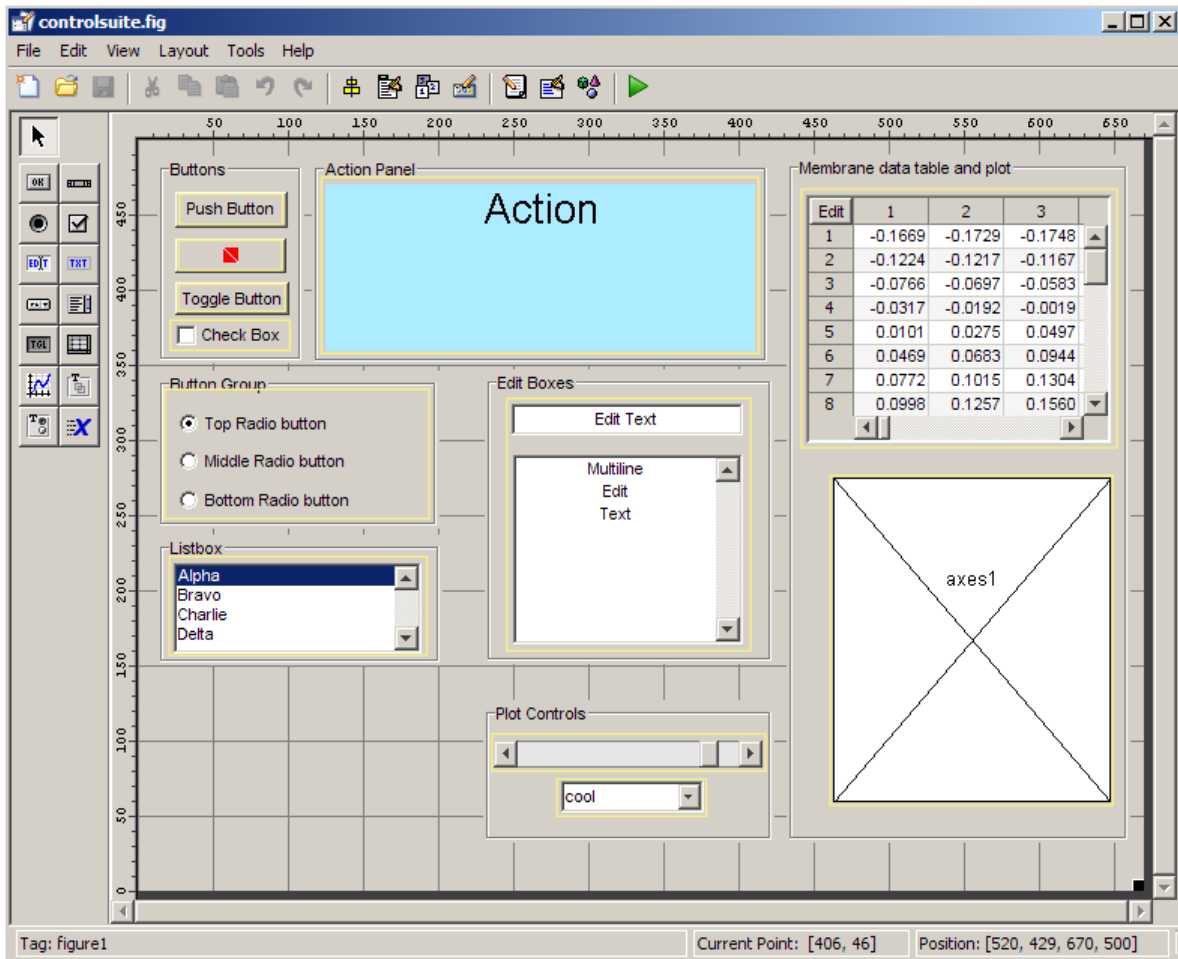 controlsuite.fig
File Edit View Layout Tools Help
50 100 150 200 250 300 350 400 450 500 550 600 650
OK
EDIT TXT
TGL
450
400
350
300
250
200
150
100
50
0
Buttons
Push Button
Toggle Button
Check Box
Action Panel
Action
Button Group
Top Radio button
Middle Radio button
Bottom Radio button
Listbox
Alpha
Bravo
Charlie
Delta
Edit Boxes
Edit Text
Multiline
Edit
Text
Plot Controls
cool
Membrane data table and plot
Edit 1 2 3
1 -0.1669 -0.1729 -0.1748
2 -0.1224 -0.1217 -0.1167
3 -0.0766 -0.0697 -0.0583
4 -0.0317 -0.0192 -0.0019
5 0.0101 0.0275 0.0497
6 0.0469 0.0683 0.0944
7 0.0772 0.1015 0.1304
8 0.0998 0.1257 0.1560
axes1
Tag: figure1
Current Point: [406, 46]
Position: [520, 429, 670, 500]